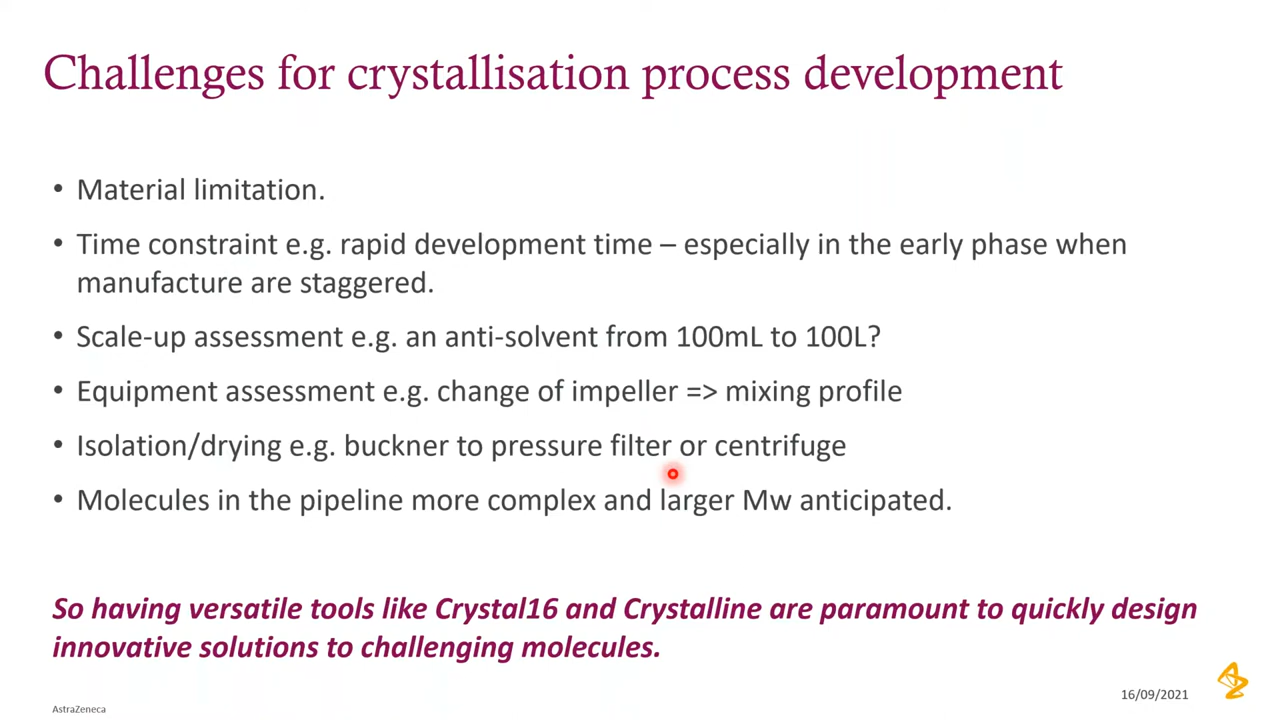 Challenges for crystallisation process development
• Material limitation.
• Time constraint e.g. rapid development time – especially in the early phase when
manufacture are staggered.
• Scale-up assessment e.g. an anti-solvent from 100mL to 100L?
• Equipment assessment e.g. change of impeller => mixing profile
• Isolation/drying e.g. buckner to pressure filter or centrifuge
• Molecules in the pipeline more complex and larger Mw anticipated.
So having versatile tools like Crystal16 and Crystalline are paramount to quickly design
innovative solutions to challenging molecules.
16/09/2021
AstraZeneca